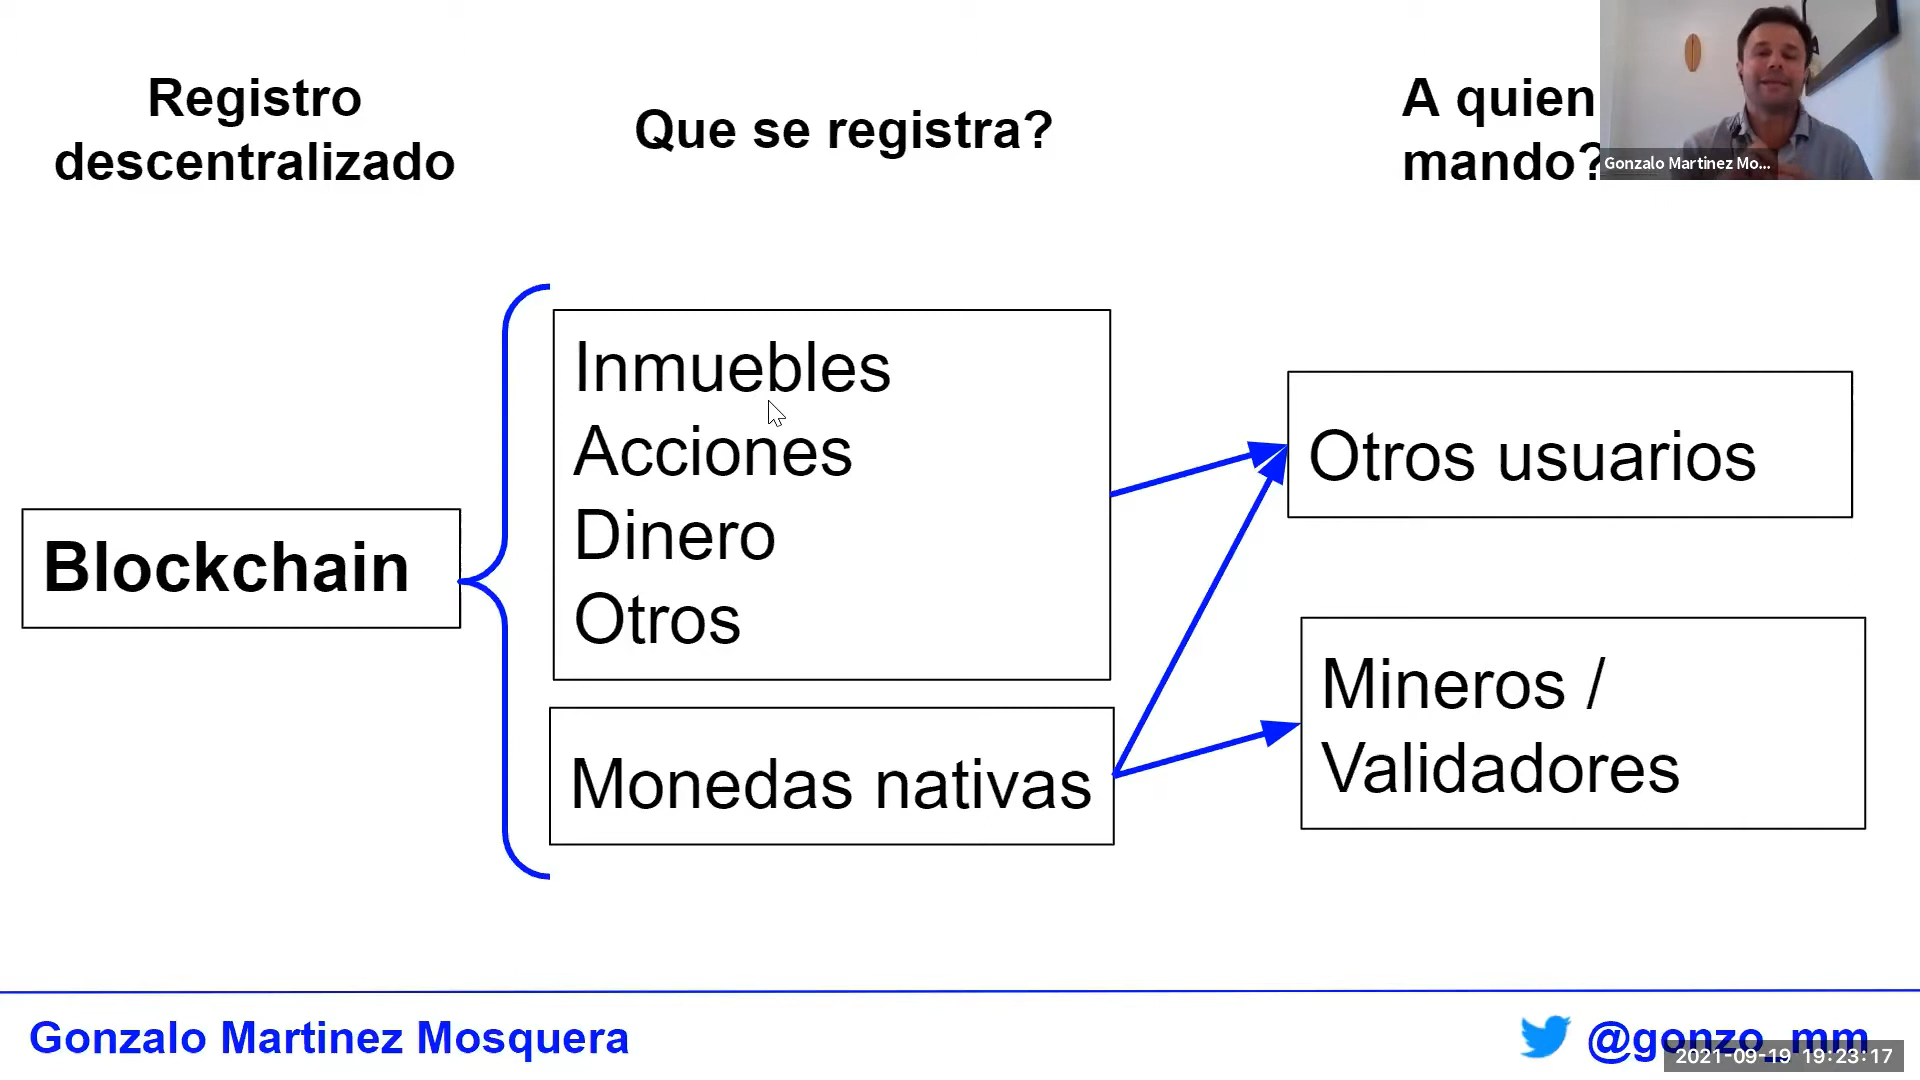 Registro
descentralizado
Que se registra?
A quien
mando?
Gonzalo Martinez Mo...
Inmuebles
Acciones
Dinero
Otros
Otros usuarios
Blockchain
Mineros /
Validadores
Monedas nativas
Gonzalo Martinez Mosquera
@gonzo_mm
2021-09-19 19:23:17